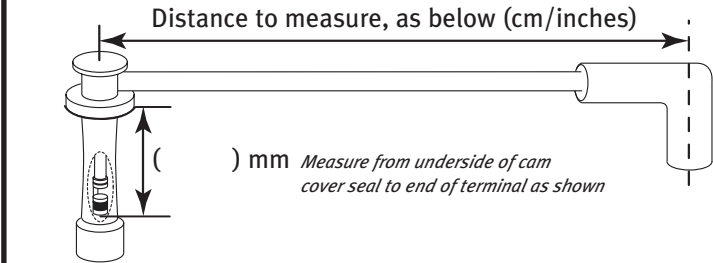 Distance to measure, as below (cm/inches)
( ) mm Measure from underside of cam
cover seal to end of terminal as shown